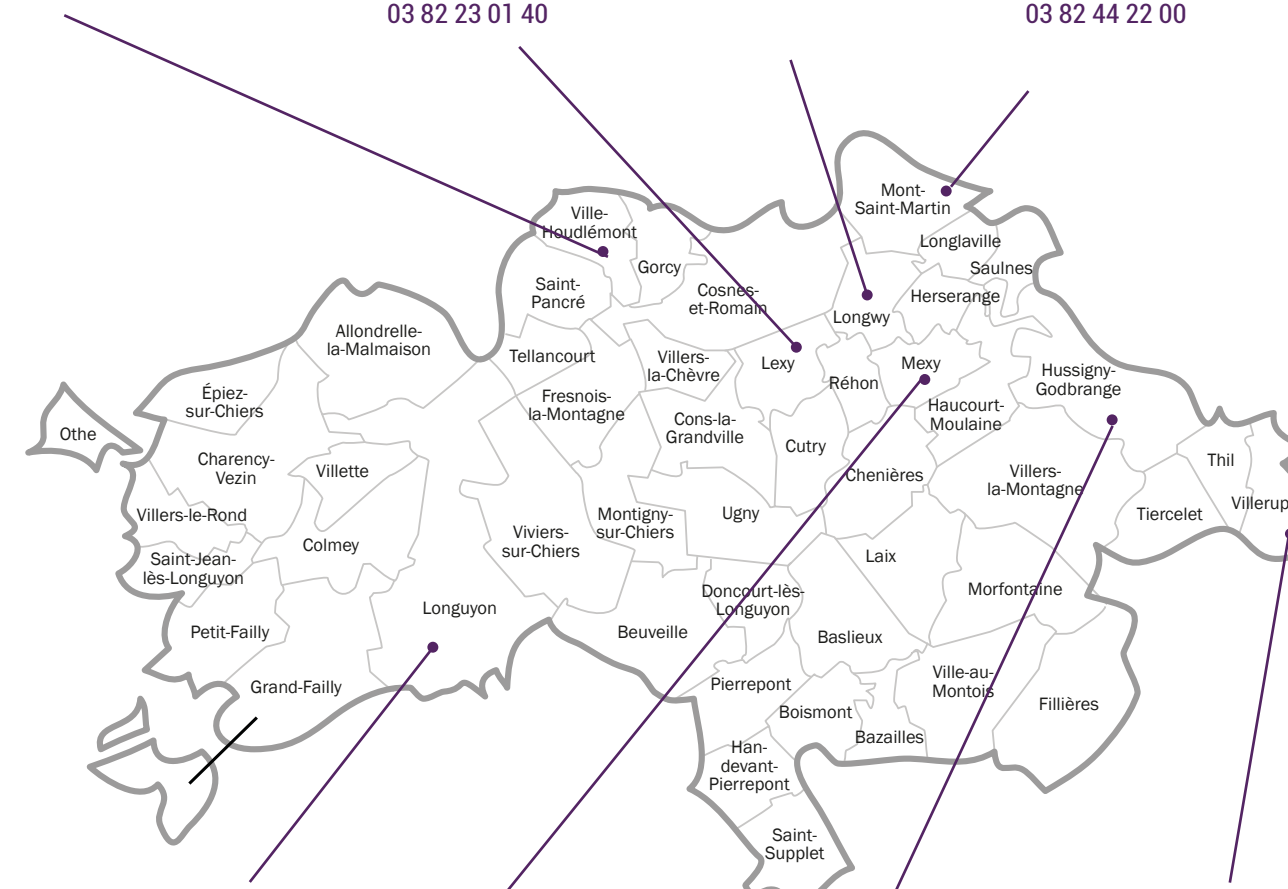 03 82 23 01 40
03 82 44 22 00
Mont-
Saint-Martin
Ville-
Houdlémont
Longlaville
Gorcy
Saulnes
Saint-
Pancré
Cosnes-
et-Romain
Herserange
Longwy
Allondrelle-
la-Malmaison
Tellancourt
Villers-
la-Chèvre
Lexy
Mexy
Réhon
Hussigny-
Godbrange
Épiez-
sur-Chiers
Fresnois-
la-Montagne
Haucourt-
Moulaine
Othe
Cons-la-
Grandville
Cutry
Charency-
Vezin
Villette
Chenières
Villers-
la-Montagne
Thil
Villers-le-Rond
Montigny-
sur-Chiers
Ugny
Tiercelet
Villerup
Viviers-
sur-Chiers
Colmey
Saint-Jean-
lès-Longuyon
Laix
Doncourt-lès-
Longuyon
Morfontaine
Longuyon
Petit-Failly
Beuveille
Baslieux
Grand-Failly
Pierrepont
Ville-au-
Montois
Boismont
Fillières
Bazailles
Han-
devant-
Pierrepont
Saint-
Supplet